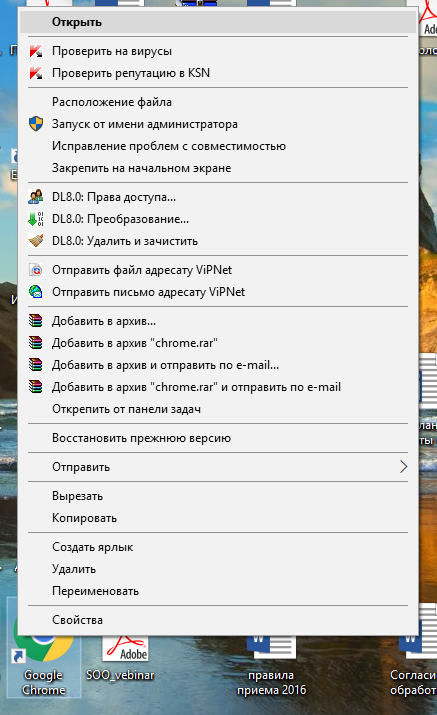 Открыть
Проверить на вирусы
Проверить репутацию в KSN
Расположение файла
Запуск от имени администратора
Исправление проблем с совместимостью
Закрепить на начальном экране
DL8.0: Права доступа...
DL8.0: Преобразование...
DL8.0: Удалить и зачистить
Отправить файл адресату ViPNet
Отправить письмо адресату ViPNet
Добавить в архив...
Добавить в архив "chrome.rar"
Добавить в архив и отправить по e-mail...
Добавить в архив "chrome.rar" и отправить по e-mail
Открепить от панели задач
Восстановить прежнюю версию
Отправить
Вырезать
Копировать
Создать ярлык
Удалить
Переименовать
Свойства
Adobe
Google
Chrome
SOO_vebinar
правила
приема 2016
Согласи
обработ